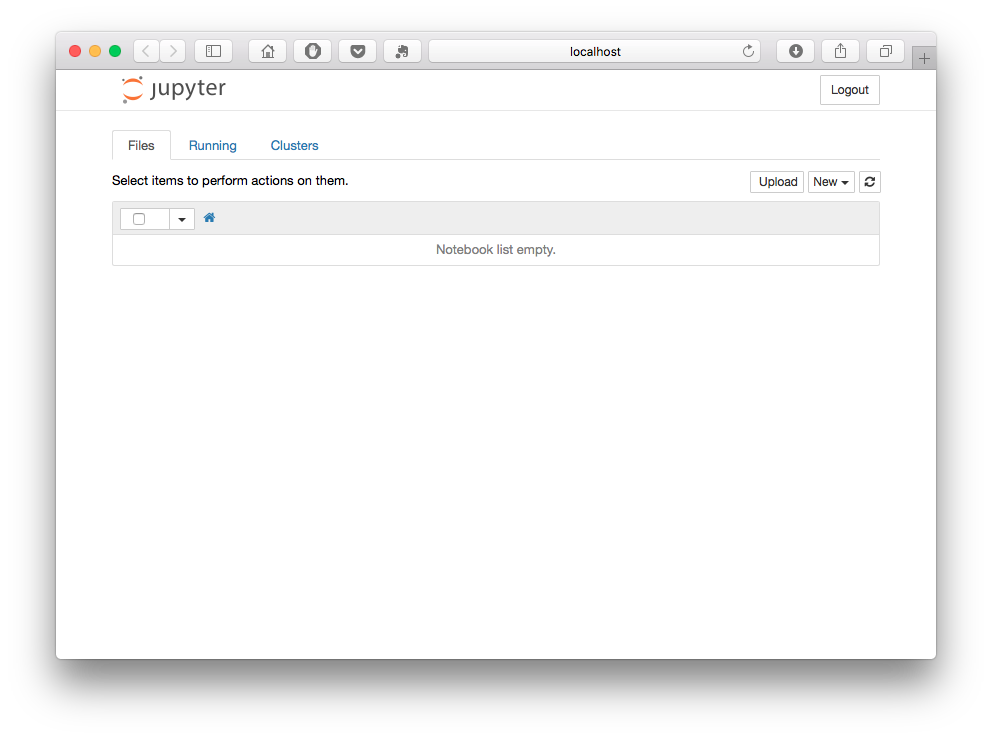 localhost
jupyter
Logout
Files Running Clusters
Select items to perform actions on them.
Upload New
Notebook list empty.